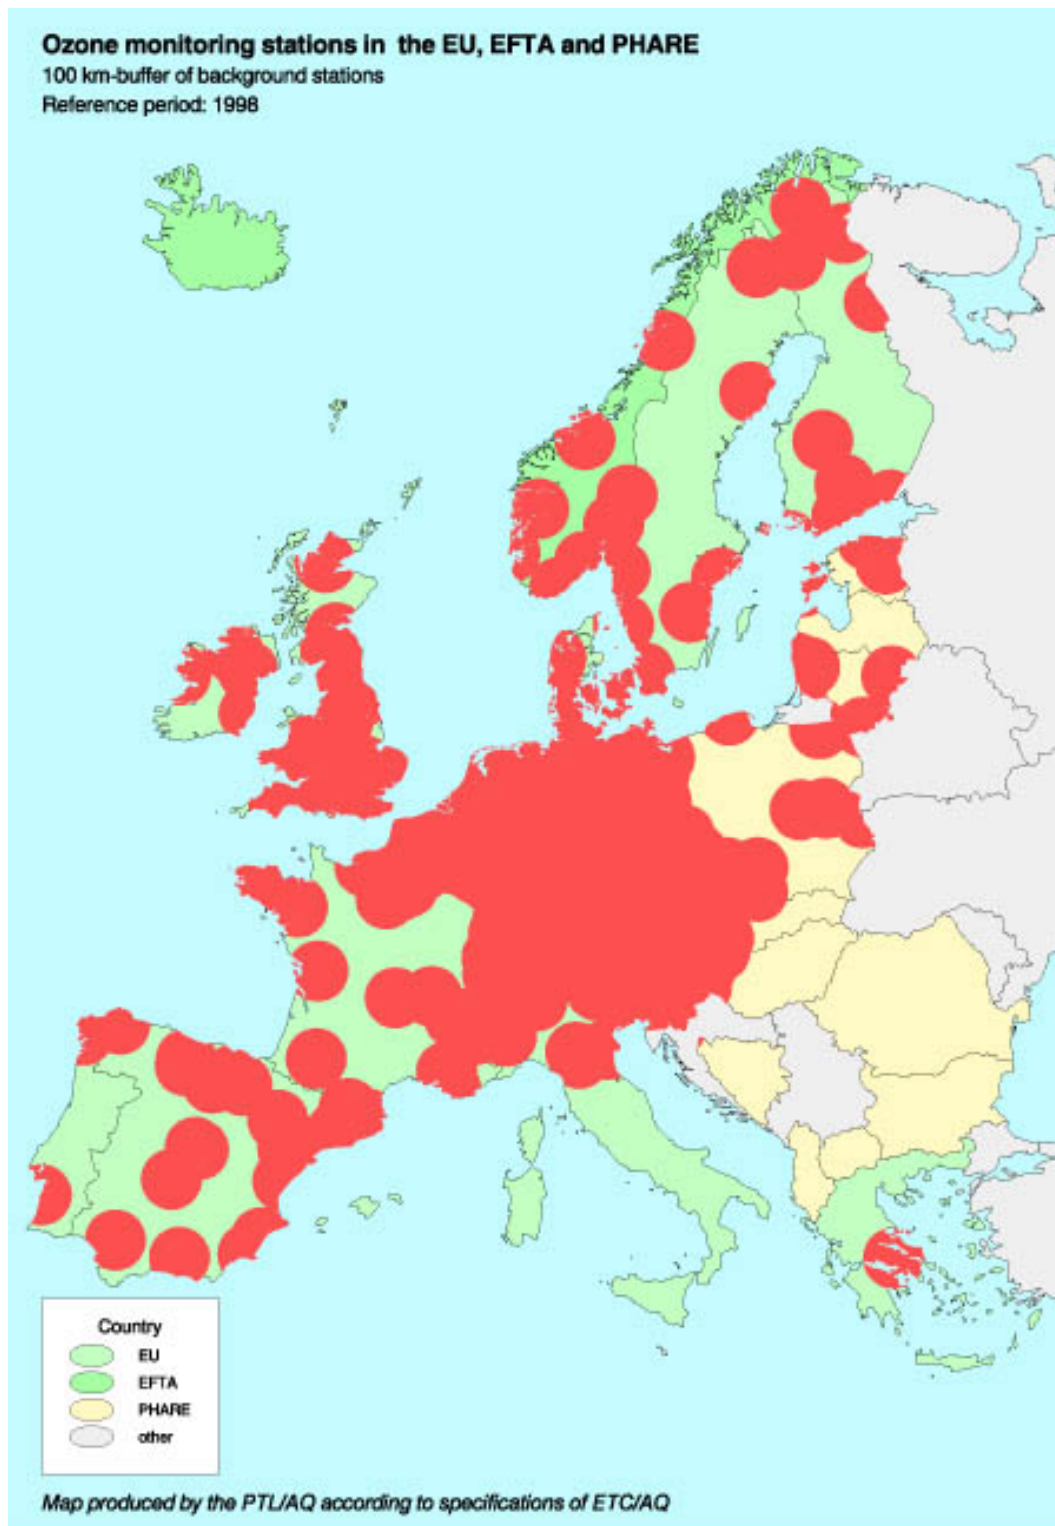 Ozone monitoring stations in the EU, EFTA and PHARE
100 km-buffer of background stations
Reference period: 1998
Country
EU
EFTA
PHARE
other
Map produced by the PTL/AQ according to specifications of ETC/AQ